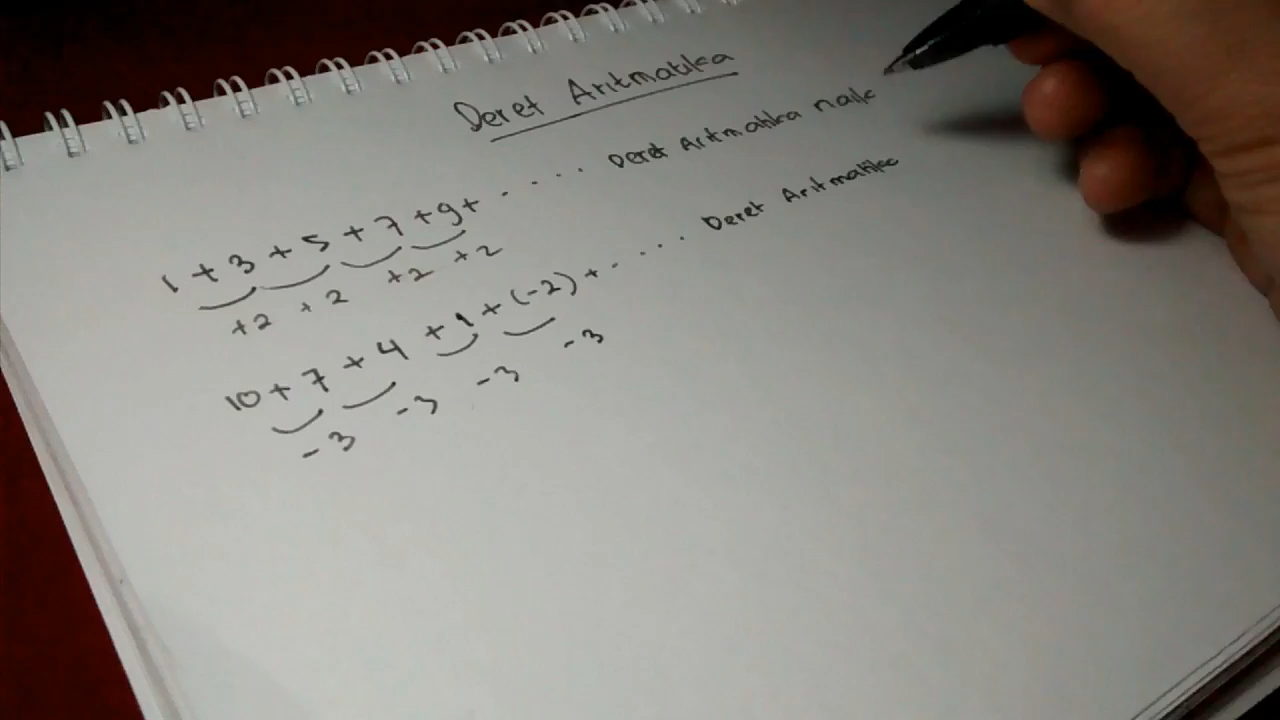 Deret Aritmatika
1 + 3 + 5 + 7 + 9 + ..... Deret Aritmatika naik
+2 +2 +2 +2
10 + 7 + 4 + 1 + (-2) + ..... Deret Aritmatika
-3 -3 -3 -3